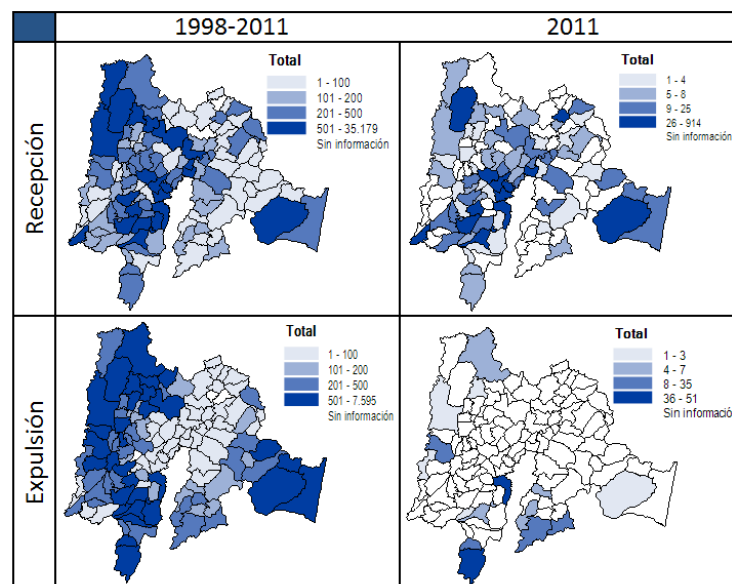 1998-2011
2011
Recepción
Total
1 - 100
101 - 200
201 - 500
501 - 35.179
Sin información
Total
1 - 4
5 - 8
9 - 25
26 - 914
Sin información
Expulsión
Total
1 - 100
101 - 200
201 - 500
501 - 7.595
Sin información
Total
1 - 3
4 - 7
8 - 35
36 - 51
Sin información